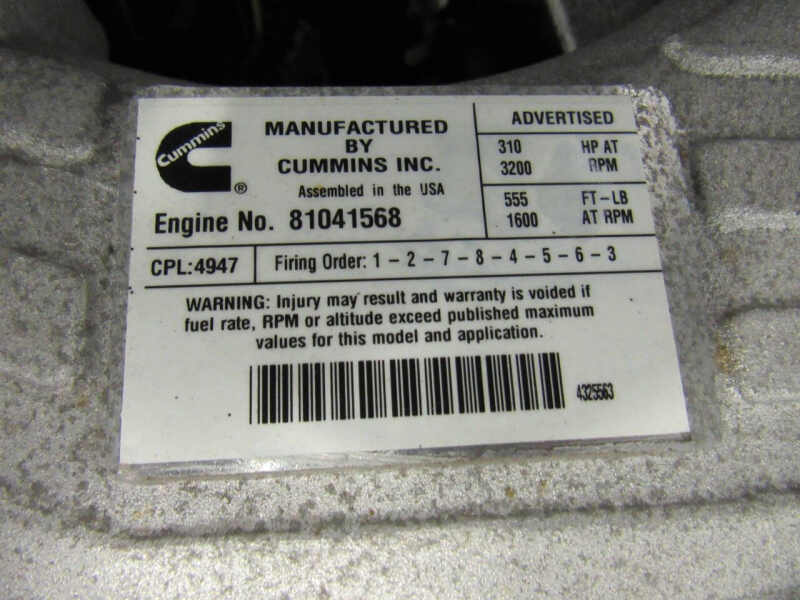 Cummins
®
MANUFACTURED
BY
CUMMINS INC.
Assembled in the USA
Engine No. 81041568
ADVERTISED
310 HP AT
3200 RPM
555 FT-LB
1600 AT RPM
CPL:4947
Firing Order: 1 - 2 - 7 - 8 - 4 - 5 - 6 - 3
WARNING: Injury may result and warranty is voided if
fuel rate, RPM or altitude exceed published maximum
values for this model and application.
4325563